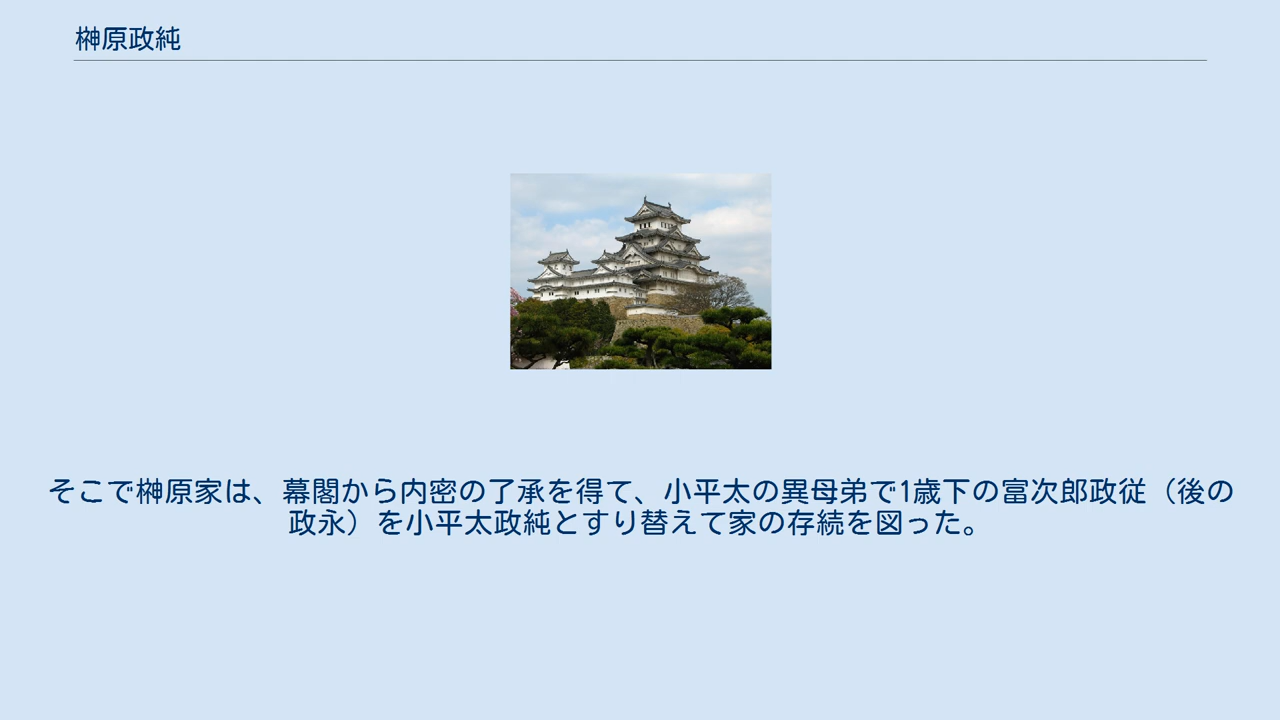 榊原政純
そこで榊原家は、幕閣から内密の了承を得て、小平太の異母弟で1歳下の富次郎政従（後の
政永）を小平太政純とすり替えて家の存続を図った。